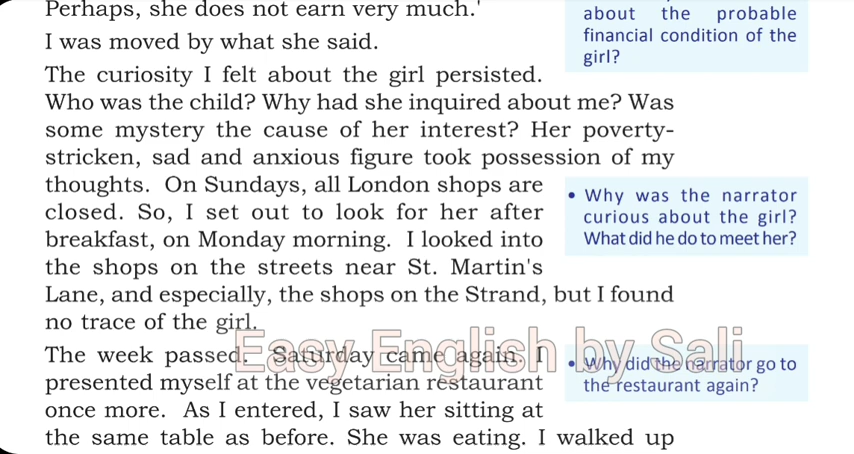 Perhaps, she does not earn very much.'
I was moved by what she said.
The curiosity I felt about the girl persisted.
Who was the child? Why had she inquired about me? Was
some mystery the cause of her interest? Her poverty-
stricken, sad and anxious figure took possession of my
thoughts. On Sundays, all London shops are
closed. So, I set out to look for her after
breakfast, on Monday morning. I looked into
the shops on the streets near St. Martin's
Lane, and especially, the shops on the Strand, but I found
no trace of the girl.
The week passed. Saturday came again. I
presented myself at the vegetarian restaurant
once more. As I entered, I saw her sitting at
the same table as before. She was eating. I walked up
about the probable
financial condition of the
girl?
• Why was the narrator
curious about the girl?
What did he do to meet her?
• Why did the narrator go to
the restaurant again?
Easy English by Sali